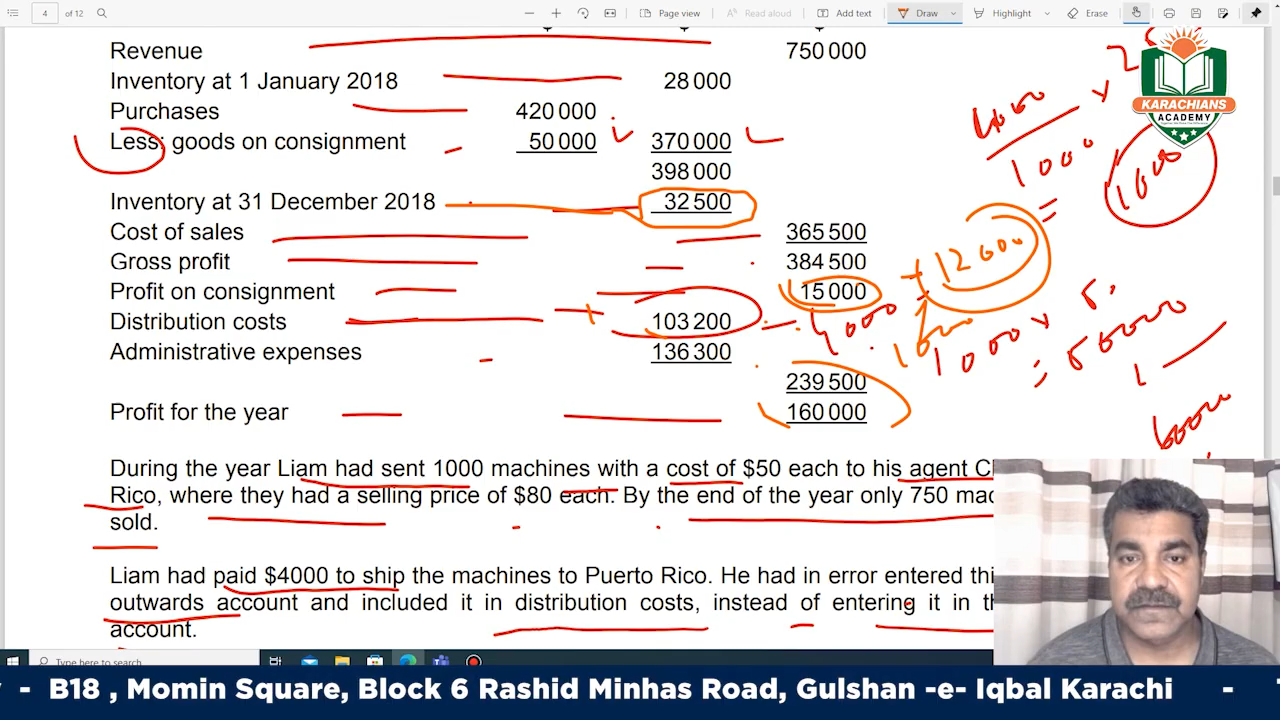 4 of 12
Page view
Read aloud
Add text
Draw
Highlight
Erase
Revenue 750 000
Inventory at 1 January 2018 28 000
Purchases 420 000
Less: goods on consignment 50 000 370 000
398 000
Inventory at 31 December 2018 32 500
Cost of sales 365 500
Gross profit 384 500
Profit on consignment 15 000
Distribution costs 103 200
Administrative expenses 136 300
239 500
Profit for the year 160 000
4000
1000 x
=
1000
+ 12000
- 4000
1000 x
= 50000
KARACHIANS
ACADEMY
During the year Liam had sent 1000 machines with a cost of $50 each to his agent
Rico, where they had a selling price of $80 each. By the end of the year only 750
sold.
Liam had paid $4000 to ship the machines to Puerto Rico. He had in error entered
outwards account and included it in distribution costs, instead of entering it in
account.
Type here to search
- B18 , Momin Square, Block 6 Rashid Minhas Road, Gulshan -e- Iqbal Karachi -